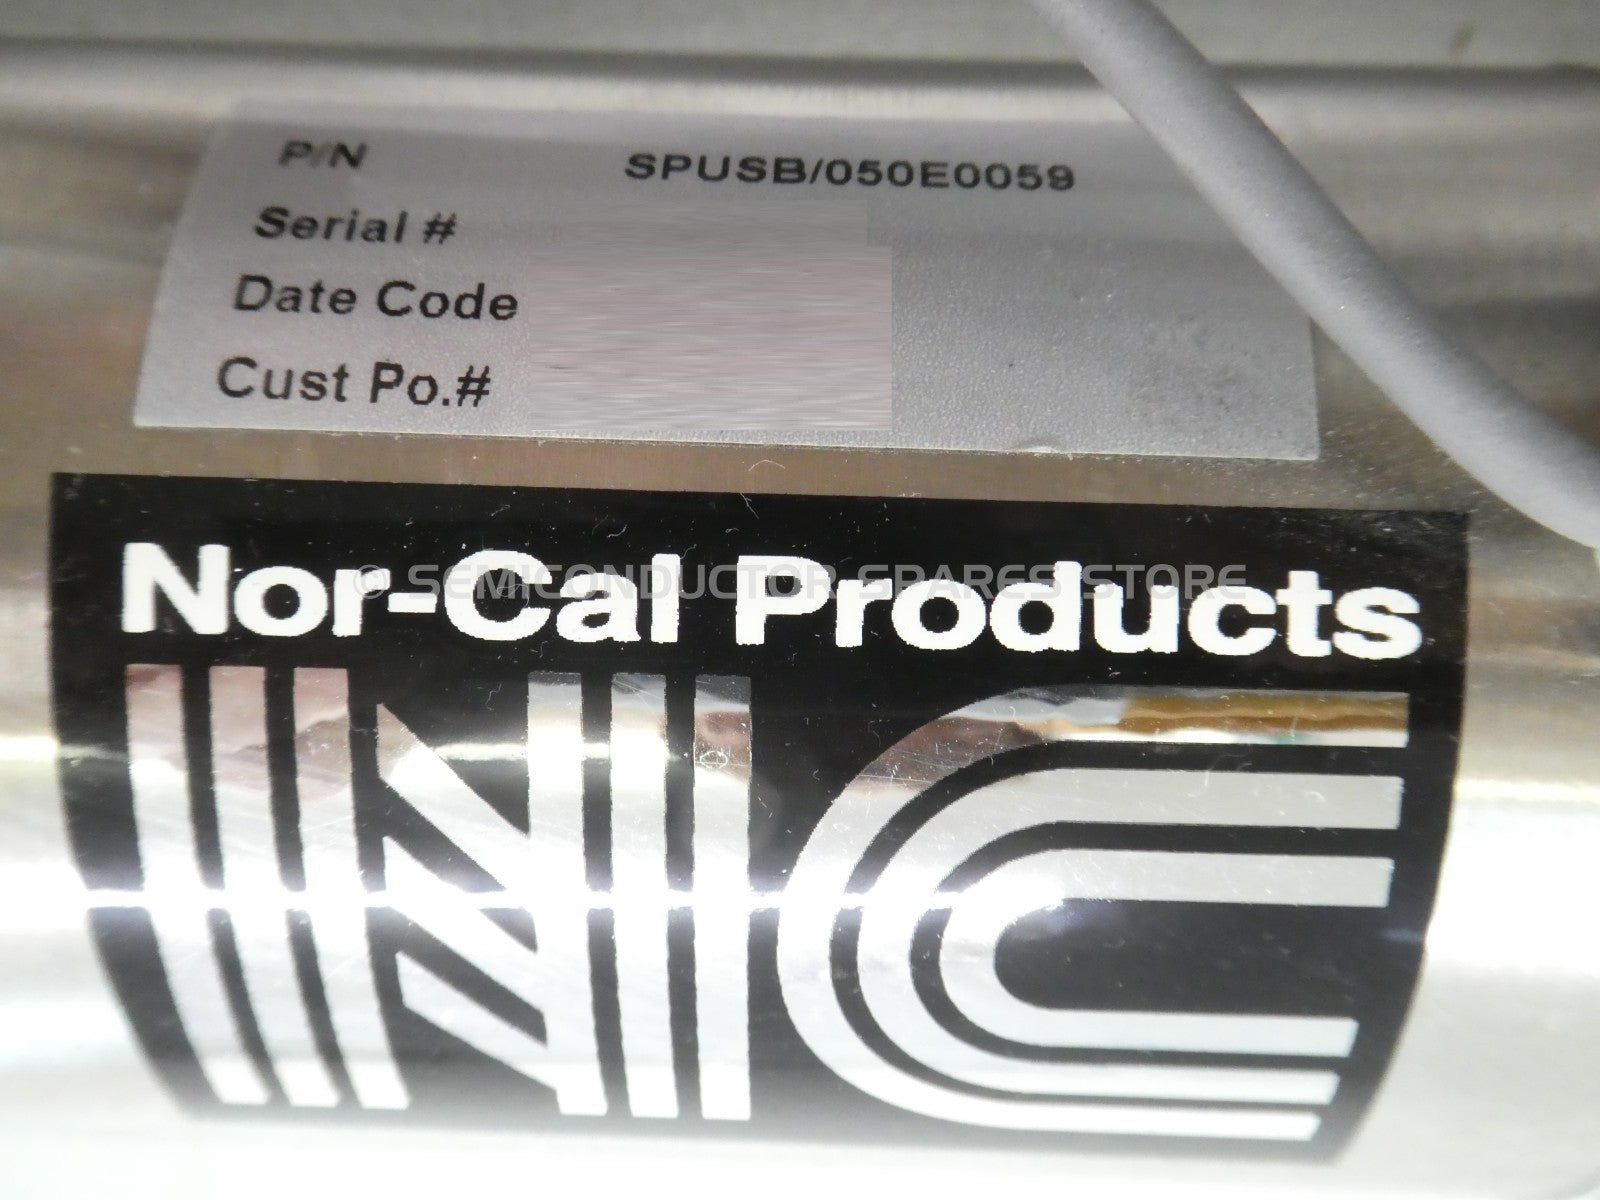 P/N SPUSB/050E0059
Serial #
Date Code
Cust Po.#
Nor-Cal Products
© SEMICONDUCTOR SPARES STORE
NC